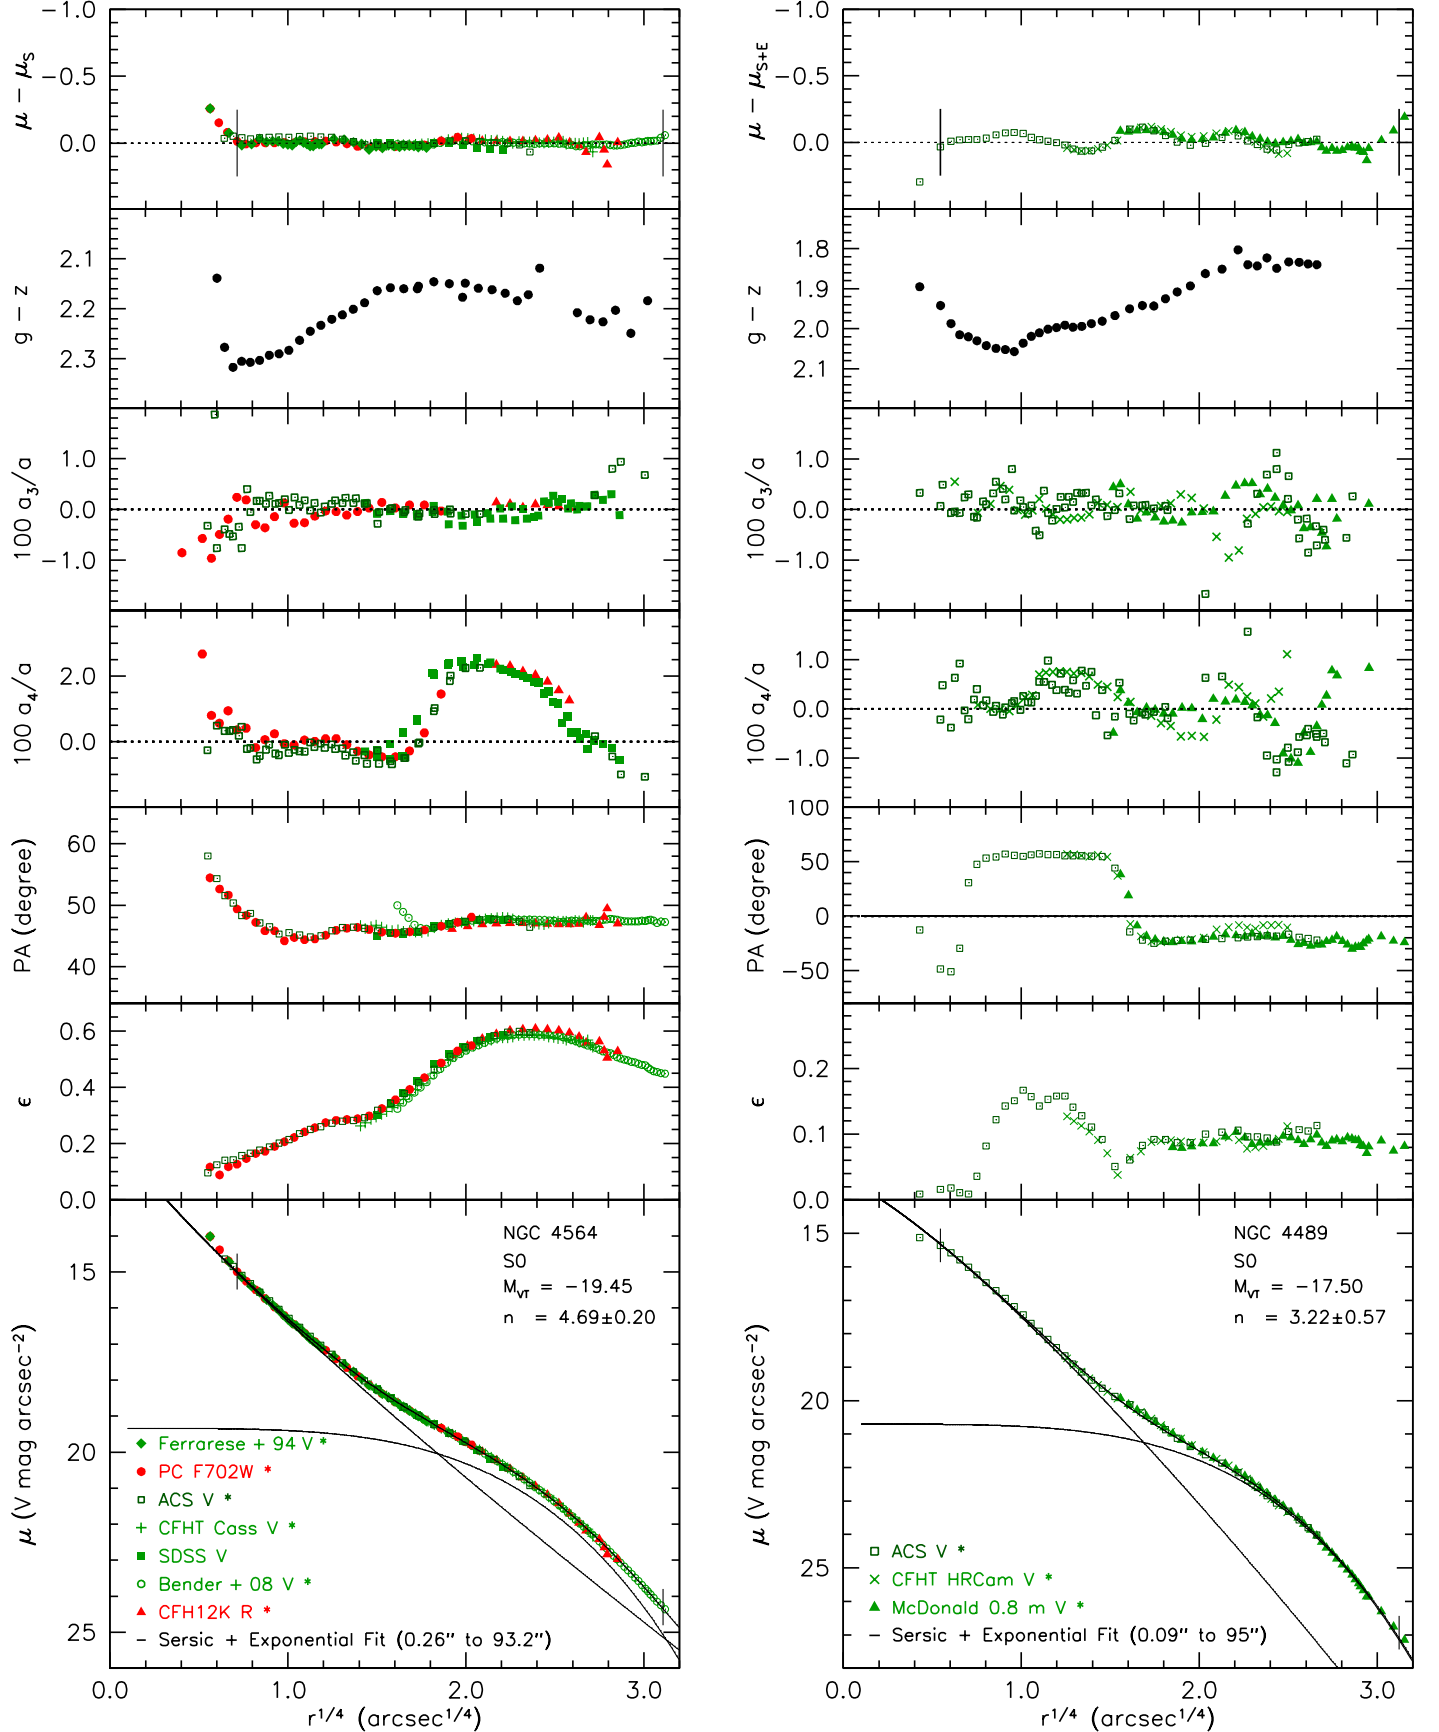 μ − μS
−1.0
−0.5
0.0
g − z
2.1
2.2
2.3
100 a3/a
1.0
0.0
−1.0
100 a4/a
2.0
0.0
PA (degree)
60
50
40
ϵ
0.6
0.4
0.2
0.0
μ (V mag arcsec−2)
15
20
25
NGC 4564
S0
MVT = −19.45
n = 4.69±0.20
Ferrarese + 94 V *
PC F702W *
ACS V *
CFHT Cass V *
SDSS V
Bender + 08 V *
CFH12K R *
− Sersic + Exponential Fit (0.26″ to 93.2″)
0.0 1.0 2.0 3.0
r1/4 (arcsec1/4)
μ − μS+E
−1.0
−0.5
0.0
g − z
1.8
1.9
2.0
2.1
100 a3/a
1.0
0.0
−1.0
100 a4/a
1.0
0.0
−1.0
PA (degree)
100
50
0
−50
ϵ
0.2
0.1
0.0
μ (V mag arcsec−2)
15
20
25
NGC 4489
S0
MVT = −17.50
n = 3.22±0.57
ACS V *
CFHT HRCam V *
McDonald 0.8 m V *
− Sersic + Exponential Fit (0.09″ to 95″)
0.0 1.0 2.0 3.0
r1/4 (arcsec1/4)